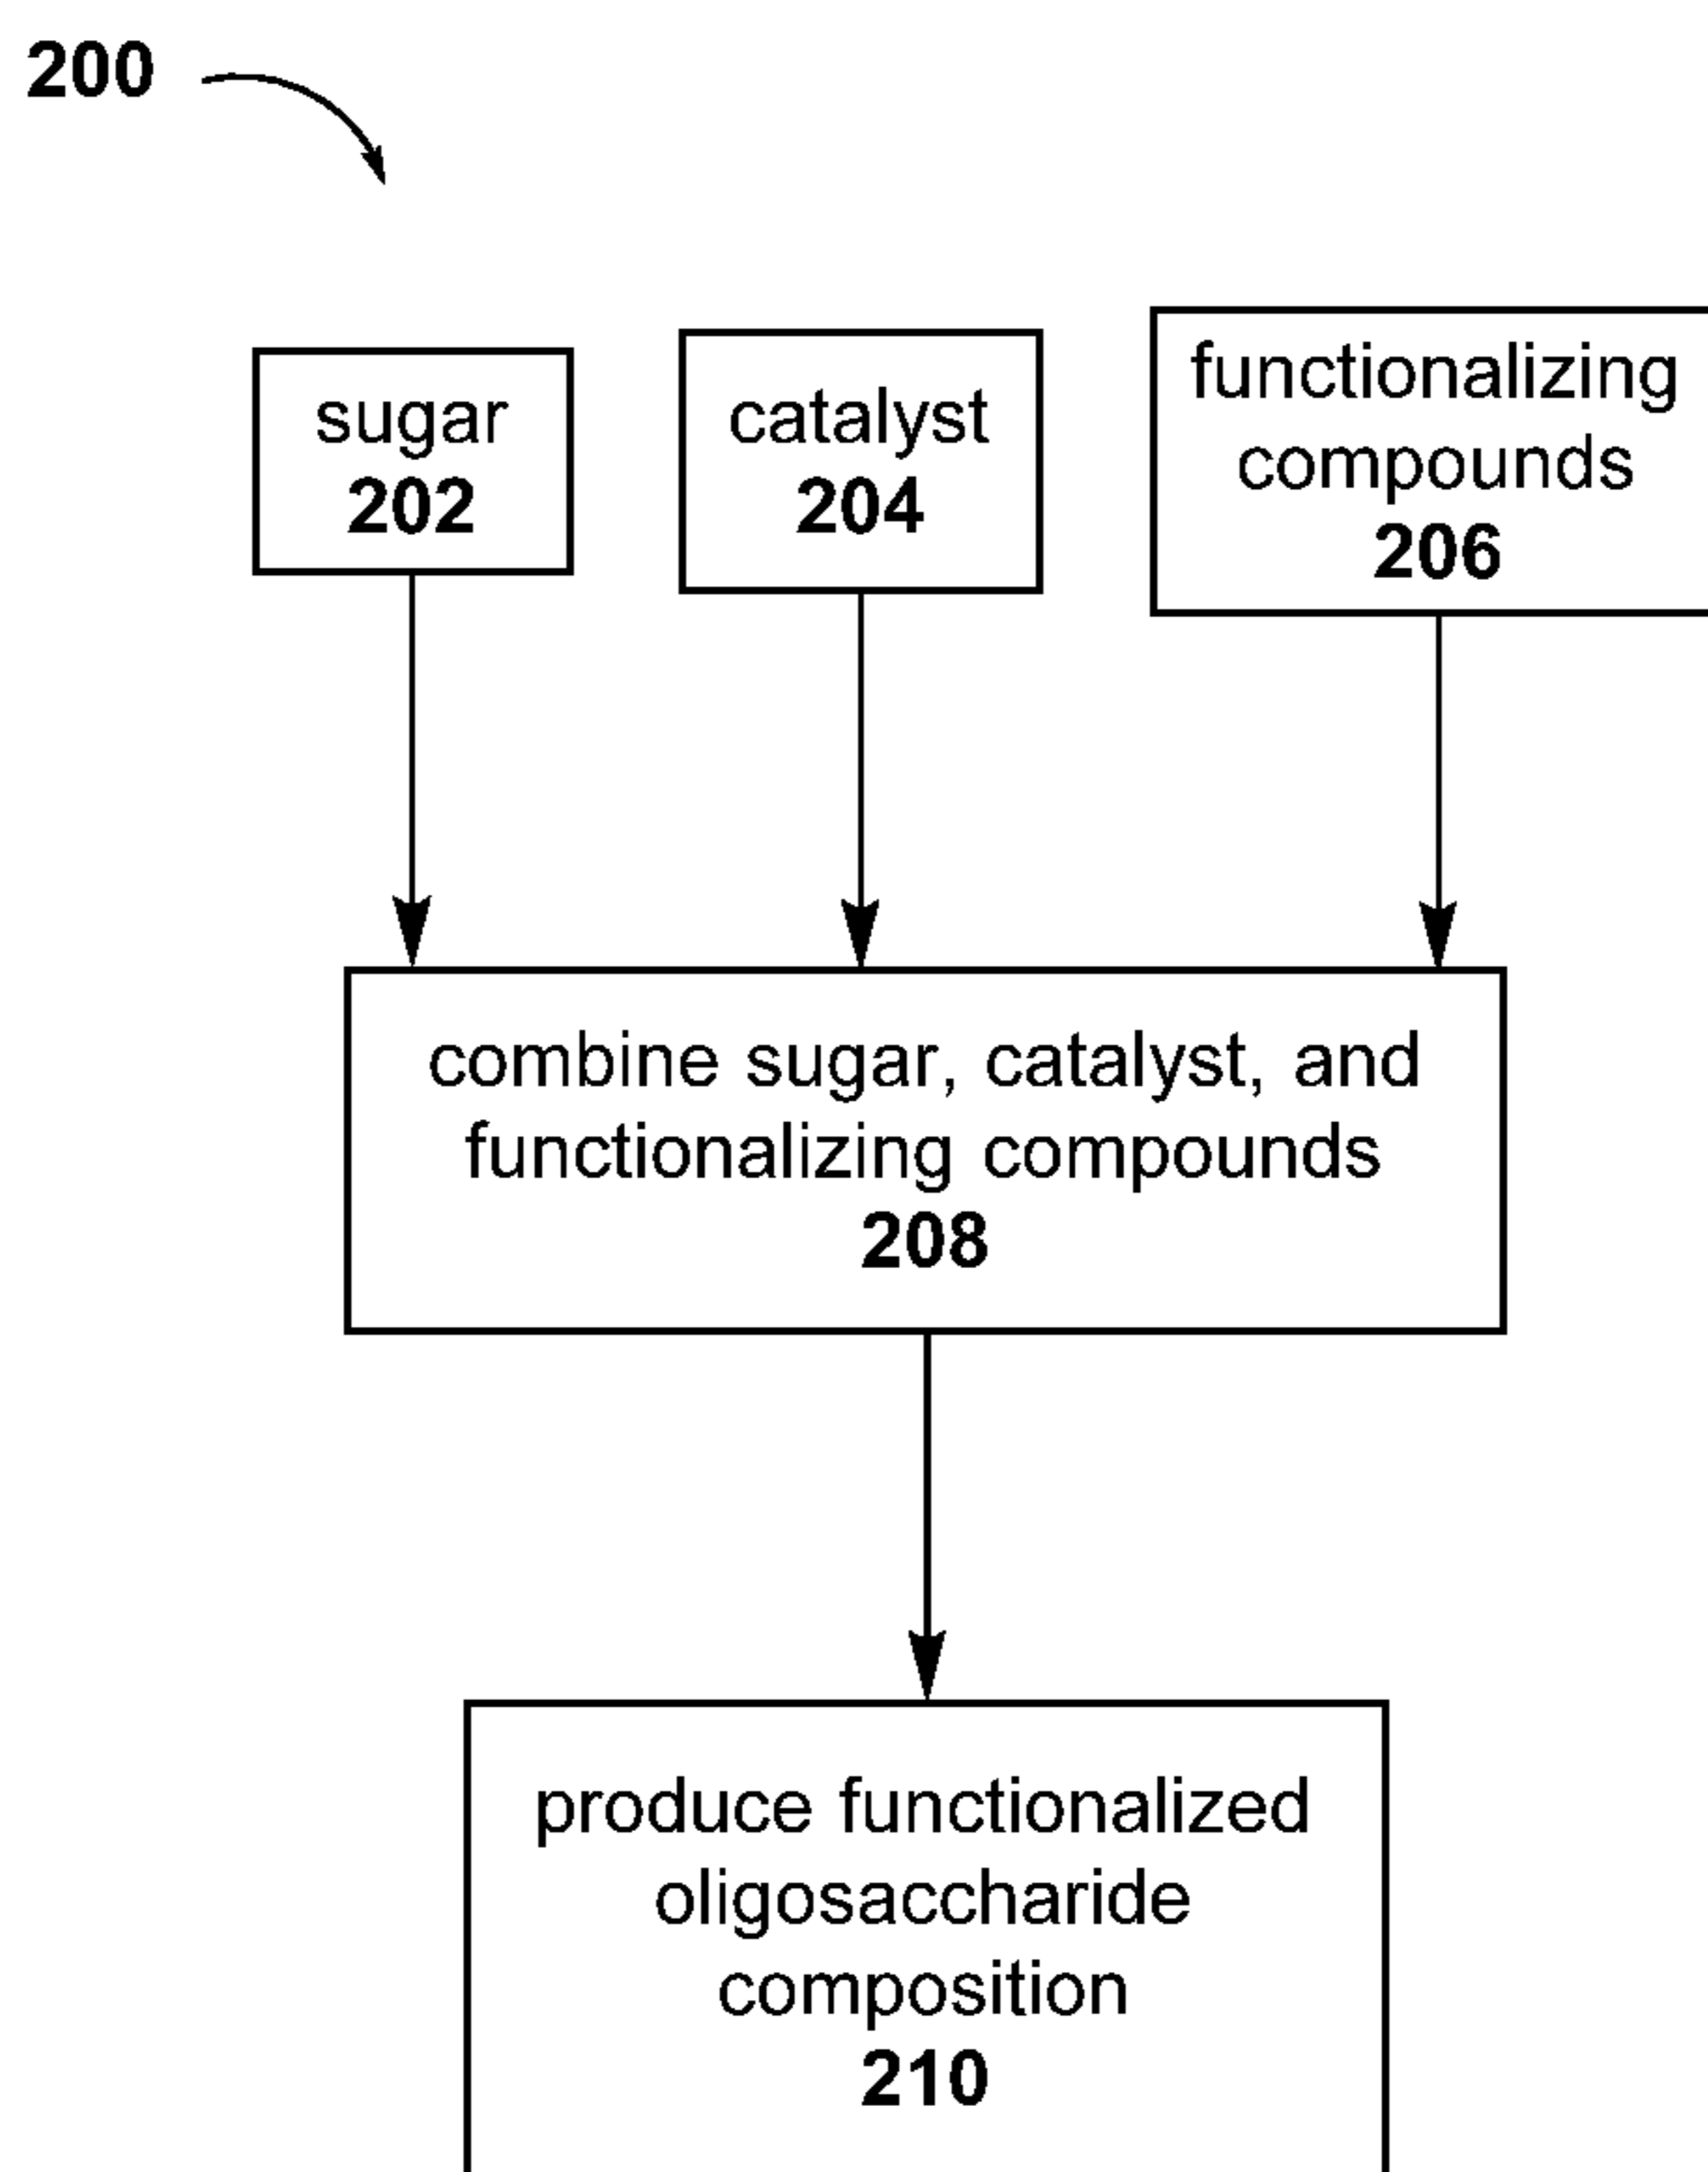 200
sugar
202
catalyst
204
functionalizing
compounds
206
combine sugar, catalyst, and
functionalizing compounds
208
produce functionalized
oligosaccharide
composition
210